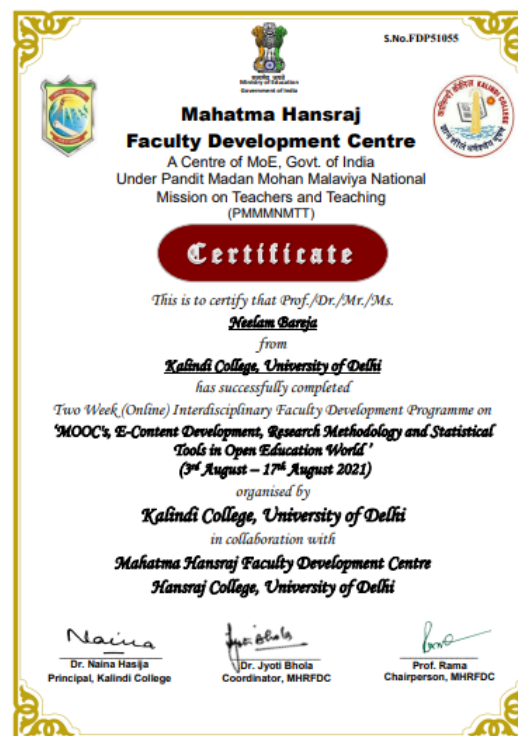 S.No.FDP51055
सत्यमेव जयते
Ministry of Education
Government of India
KALINDI COLLEGE
Mahatma Hansraj
Faculty Development Centre
A Centre of MoE, Govt. of India
Under Pandit Madan Mohan Malaviya National
Mission on Teachers and Teaching
(PMMMNMTT)
Certificate
This is to certify that Prof./Dr./Mr./Ms.
Neelam Bareja
from
Kalindi College, University of Delhi
has successfully completed
Two Week (Online) Interdisciplinary Faculty Development Programme on
'MOOC's, E-Content Development, Research Methodology and Statistical
Tools in Open Education World '
(3rd August – 17th August 2021)
organised by
Kalindi College, University of Delhi
in collaboration with
Mahatma Hansraj Faculty Development Centre
Hansraj College, University of Delhi
Naina
Jyoti Bhola
Rama
Dr. Naina Hasija
Principal, Kalindi College
Dr. Jyoti Bhola
Coordinator, MHRFDC
Prof. Rama
Chairperson, MHRFDC